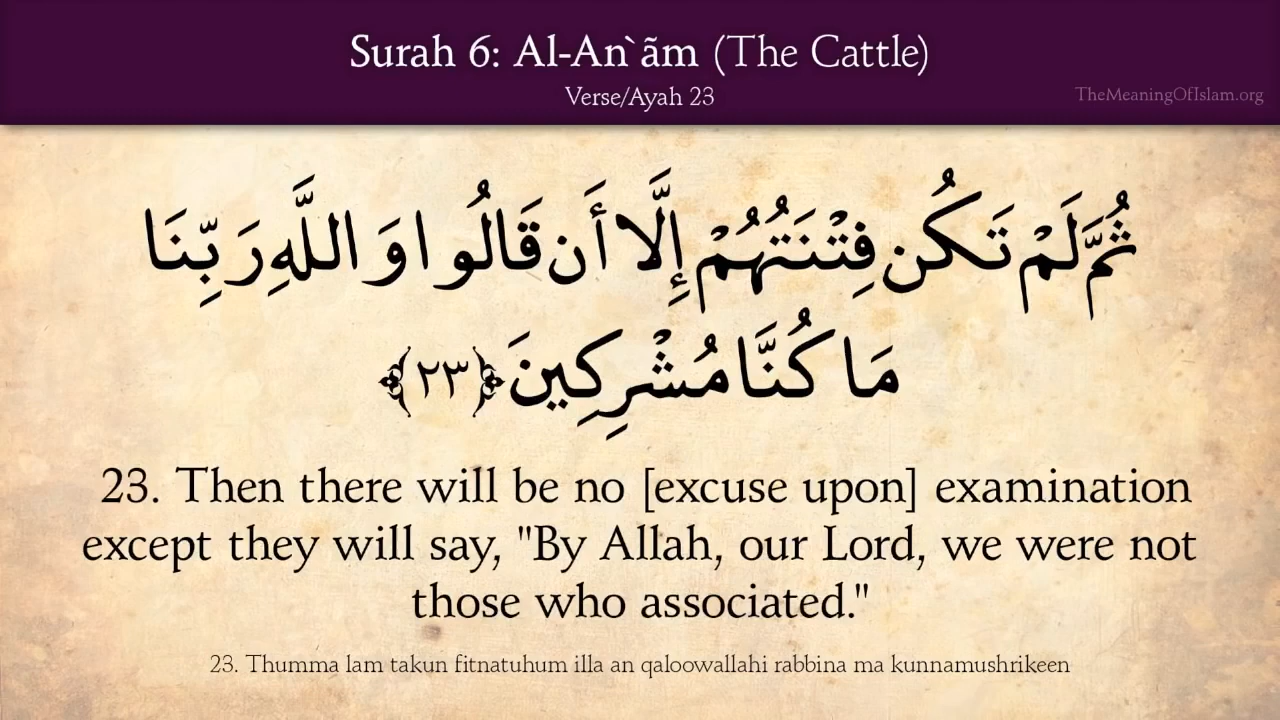 Surah 6: Al-An`ãm (The Cattle)
Verse/Ayah 23
TheMeaningOfIslam.org
ثُمَّ لَمْ تَكُن فِتْنَتُهُمْ إِلَّا أَن قَالُوا وَاللَّهِ رَبِّنَا
مَا كُنَّا مُشْرِكِينَ ﴿٢٣﴾
23. Then there will be no [excuse upon] examination
except they will say, "By Allah, our Lord, we were not
those who associated."
23. Thumma lam takun fitnatuhum illa an qaloowallahi rabbina ma kunnamushrikeen